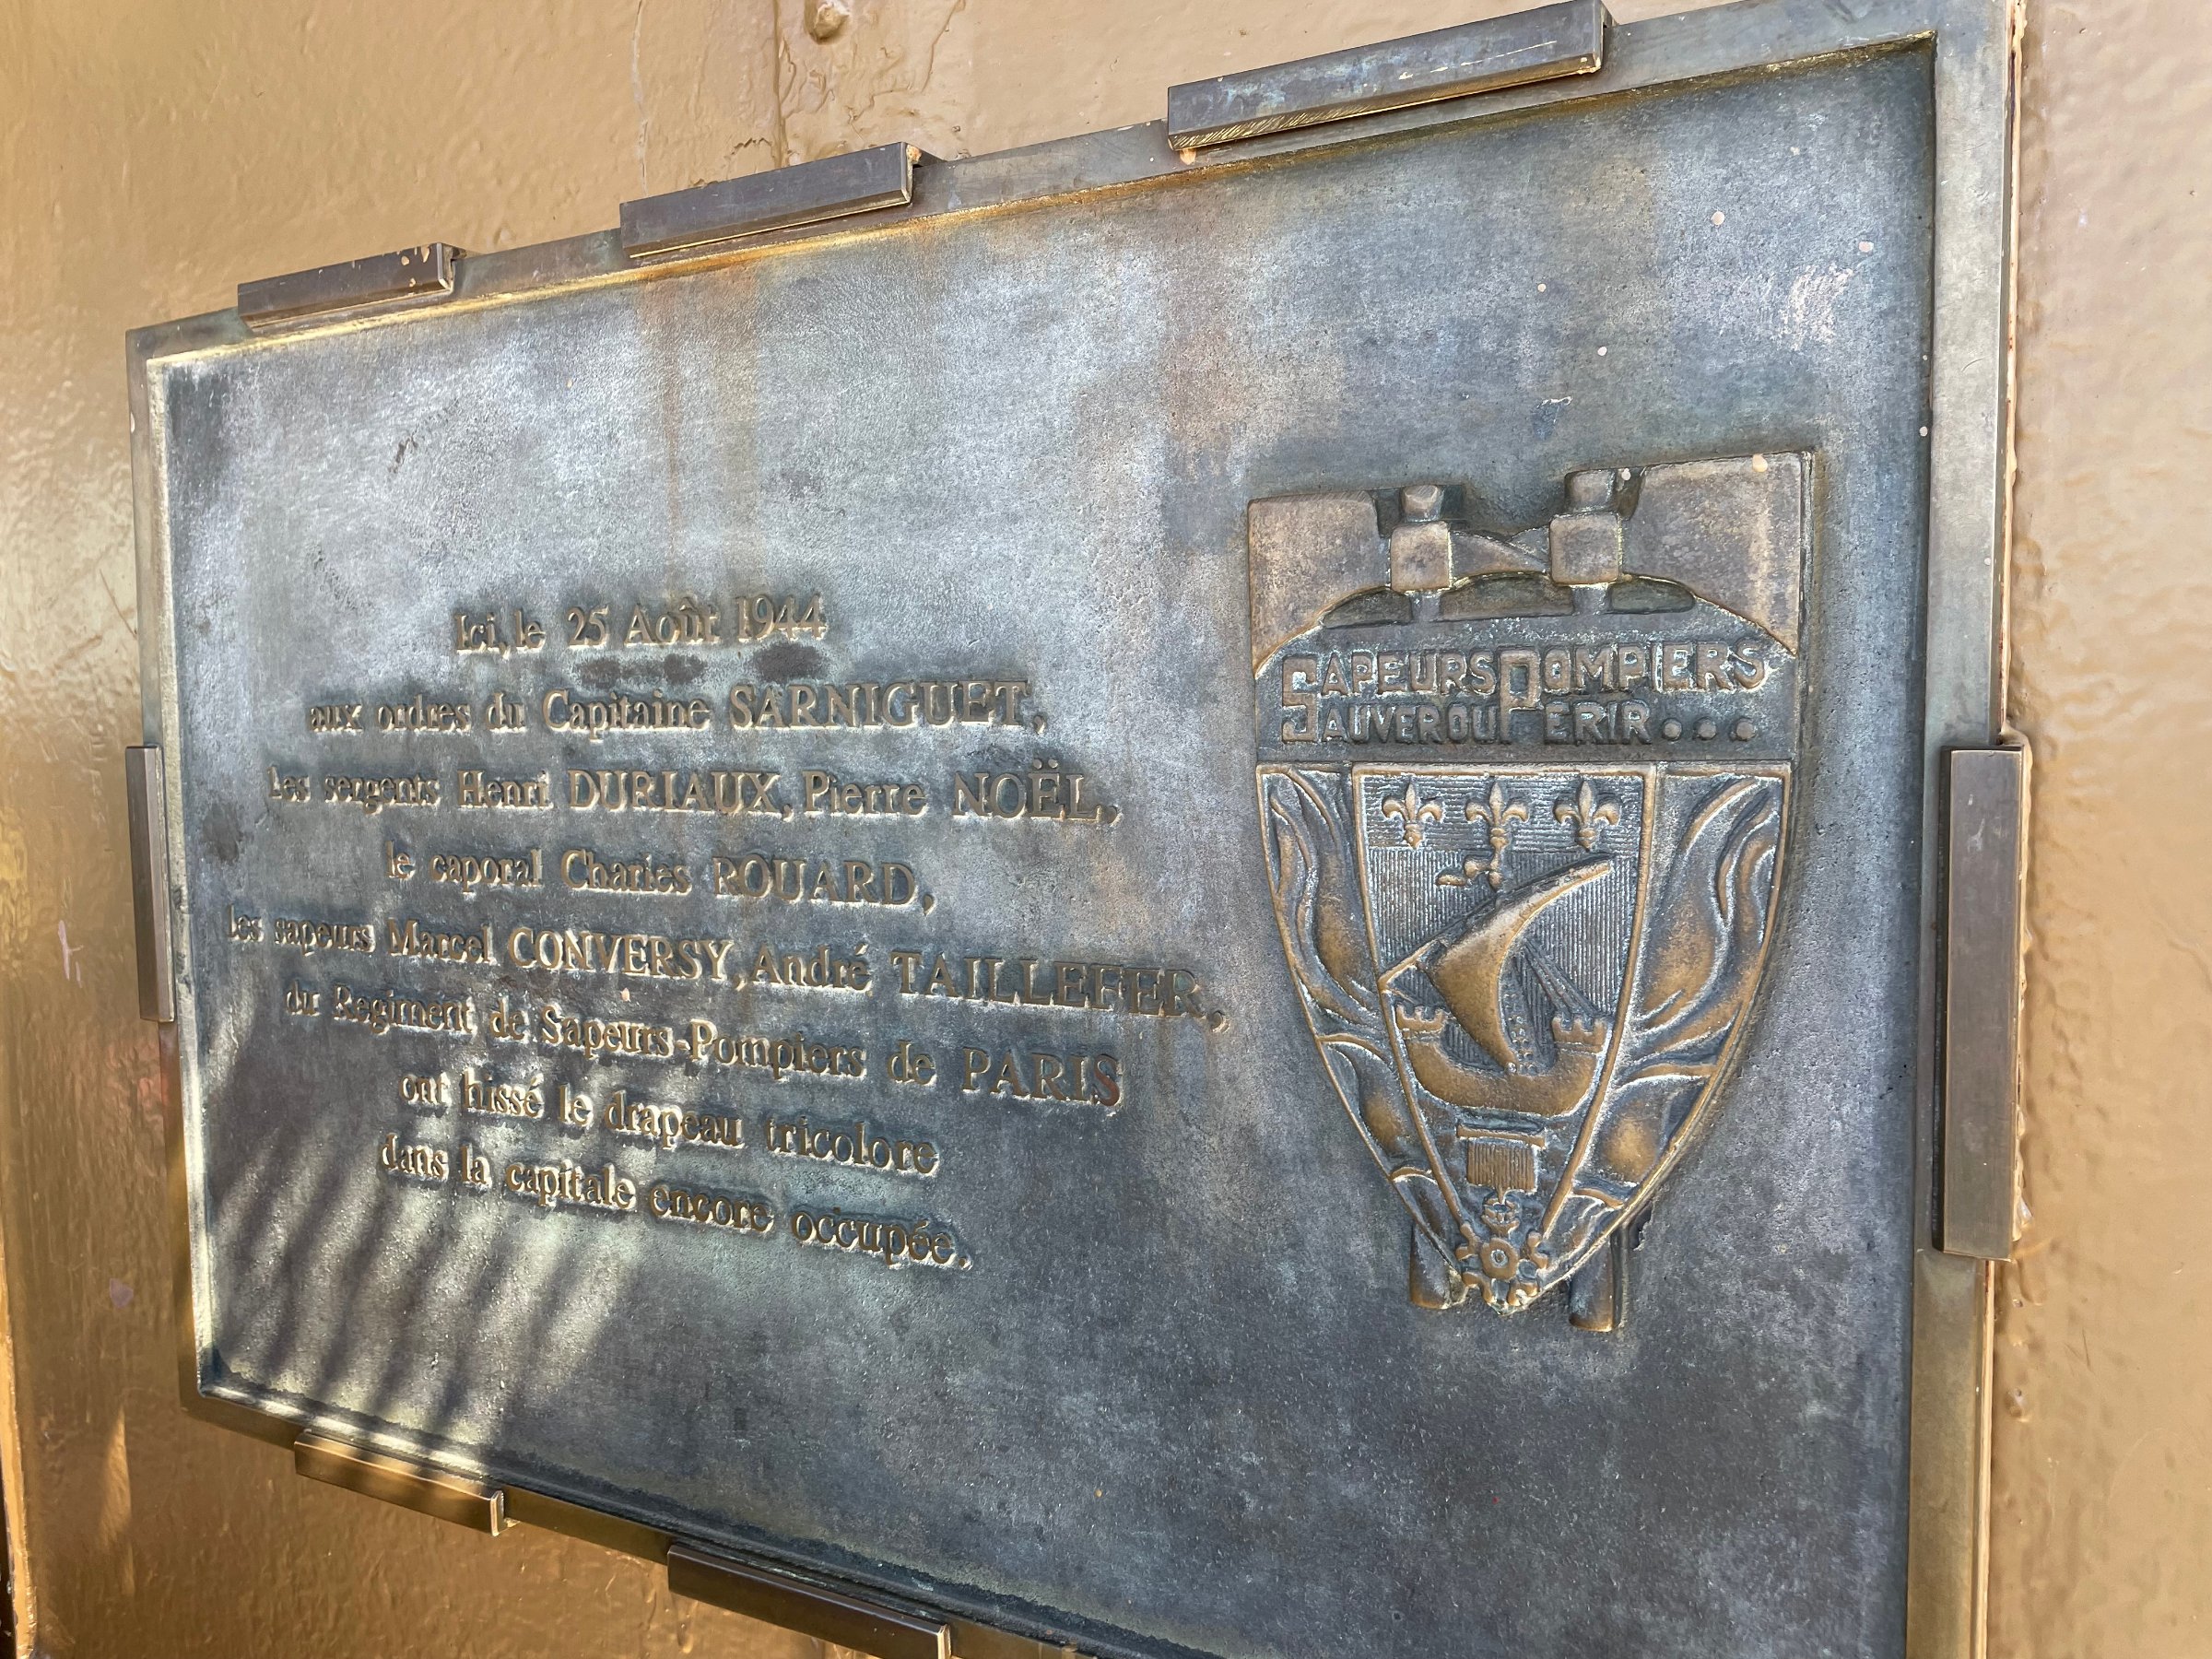 Ici, le 25 Août 1944
aux ordres du Capitaine SARNIGUET,
Les sergents Henri DURIAUX, Pierre NOËL,
le caporal Charles ROUARD,
les sapeurs Marcel CONVERSY, André TAILLEFER,
du Regiment de Sapeurs-Pompiers de PARIS
ont hissé le drapeau tricolore
dans la capitale encore occupée.
SAPEURS POMPIERS
SAUVER OU PERIR...